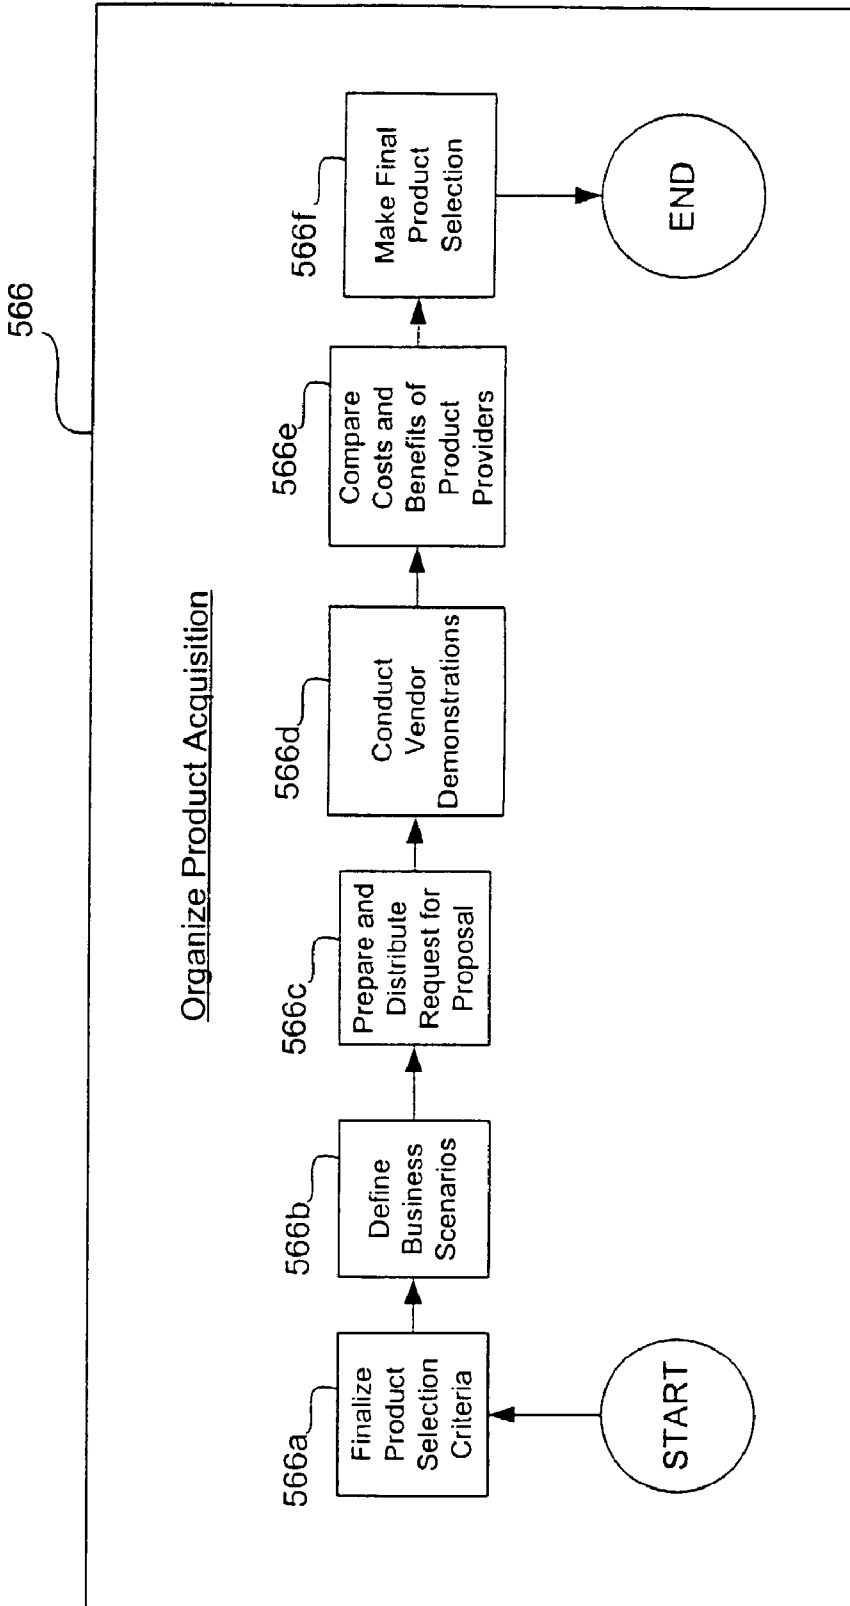 566
Organize Product Acquisition
566a
Finalize
Product
Selection
Criteria
566b
Define
Business
Scenarios
566c
Prepare and
Distribute
Request for
Proposal
566d
Conduct
Vendor
Demonstrations
566e
Compare
Costs and
Benefits of
Product
Providers
566f
Make Final
Product
Selection
START
END